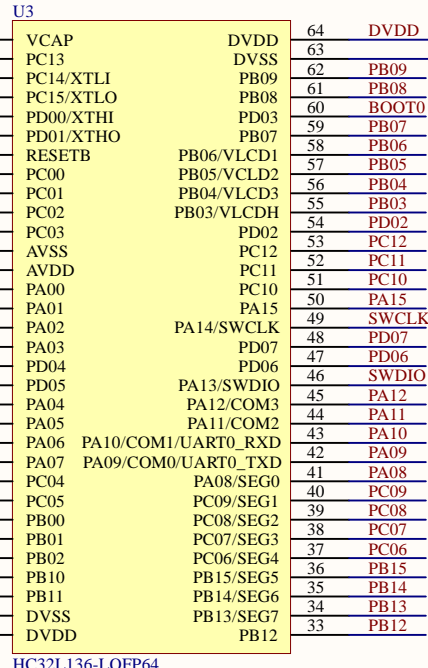 U3
VCAP DVDD 64 DVDD
PC13 DVSS 63
PC14/XTLI PB09 62 PB09
PC15/XTLO PB08 61 PB08
PD00/XTHI PD03 60 BOOT0
PD01/XTHO PB07 59 PB07
RESETB PB06/VLCD1 58 PB06
PC00 PB05/VCLD2 57 PB05
PC01 PB04/VLCD3 56 PB04
PC02 PB03/VLCDH 55 PB03
PC03 PD02 54 PD02
AVSS PC12 53 PC12
AVDD PC11 52 PC11
PA00 PC10 51 PC10
PA01 PA15 50 PA15
PA02 PA14/SWCLK 49 SWCLK
PA03 PD07 48 PD07
PD04 PD06 47 PD06
PD05 PA13/SWDIO 46 SWDIO
PA04 PA12/COM3 45 PA12
PA05 PA11/COM2 44 PA11
PA06 PA10/COM1/UART0_RXD 43 PA10
PA07 PA09/COM0/UART0_TXD 42 PA09
PC04 PA08/SEG0 41 PA08
PC05 PC09/SEG1 40 PC09
PB00 PC08/SEG2 39 PC08
PB01 PC07/SEG3 38 PC07
PB02 PC06/SEG4 37 PC06
PB10 PB15/SEG5 36 PB15
PB11 PB14/SEG6 35 PB14
DVSS PB13/SEG7 34 PB13
DVDD PB12 33 PB12
HC32L136-LQFP64